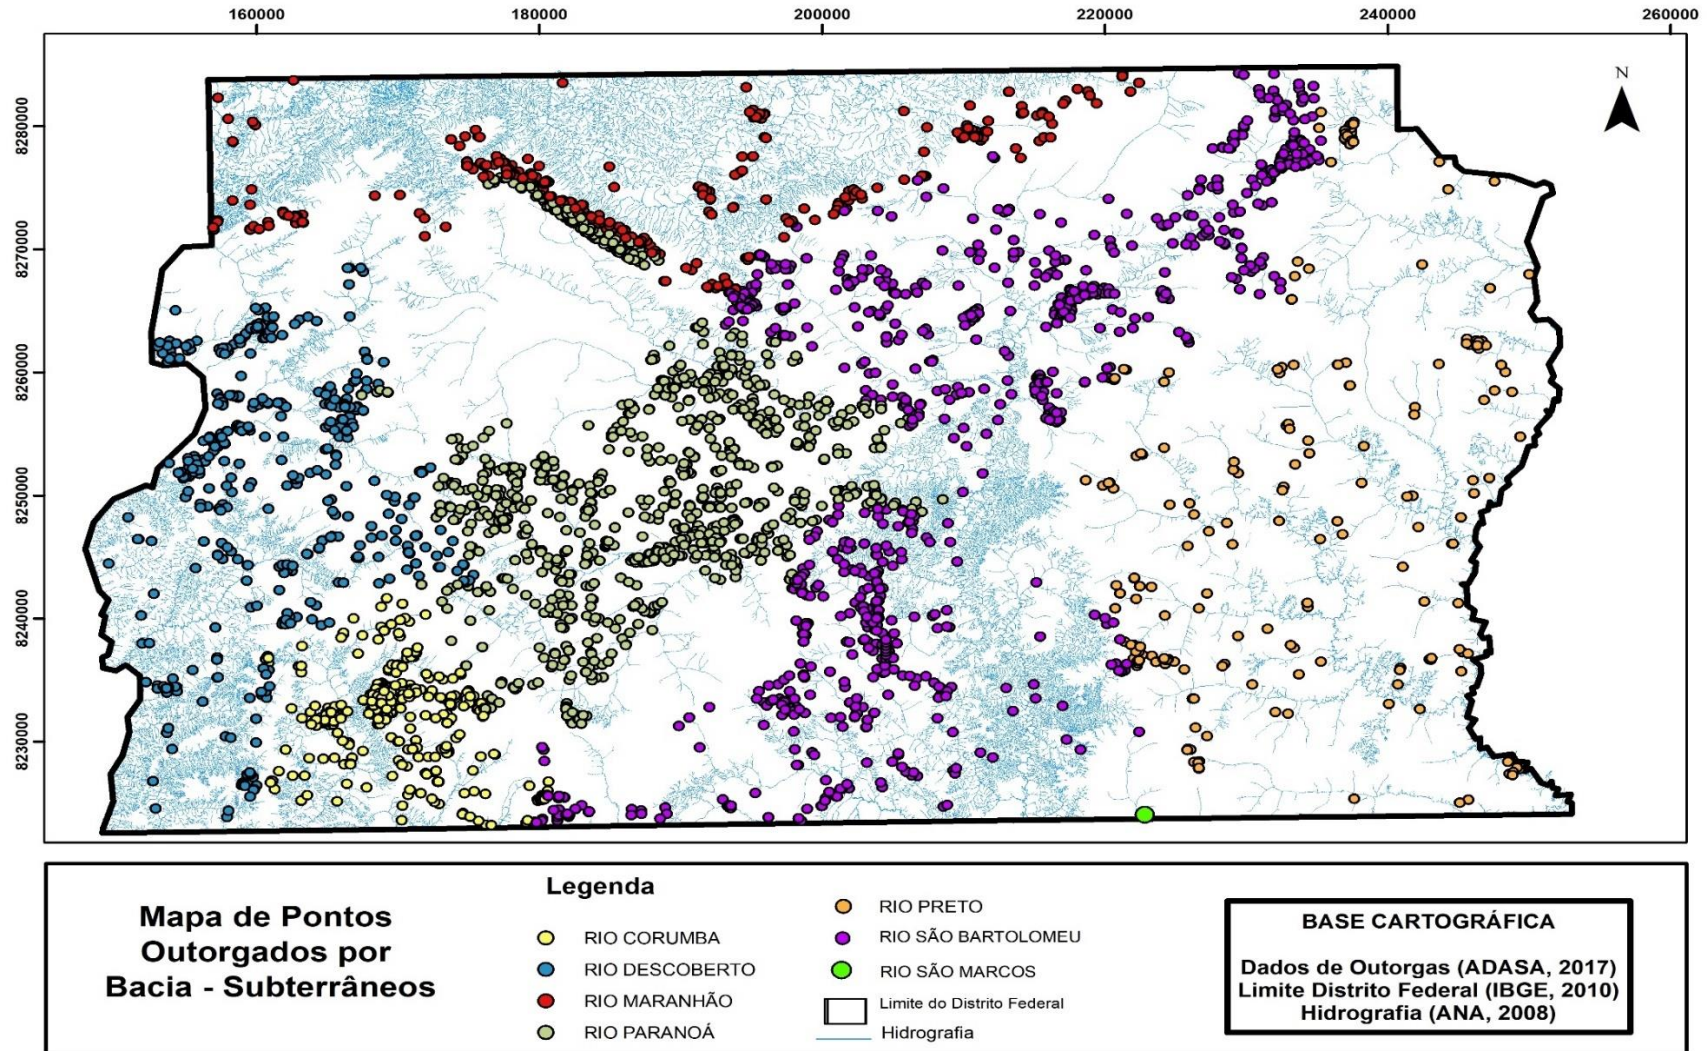 160000
180000
200000
220000
240000
260000
N
8280000
8270000
8260000
8250000
8240000
8230000
Mapa de Pontos
Outorgados por
Bacia - Subterrâneos
Legenda
RIO CORUMBA
RIO DESCOBERTO
RIO MARANHÃO
RIO PARANOÁ
RIO PRETO
RIO SÃO BARTOLOMEU
RIO SÃO MARCOS
Limite do Distrito Federal
Hidrografia
BASE CARTOGRÁFICA
Dados de Outorgas (ADASA, 2017)
Limite Distrito Federal (IBGE, 2010)
Hidrografia (ANA, 2008)